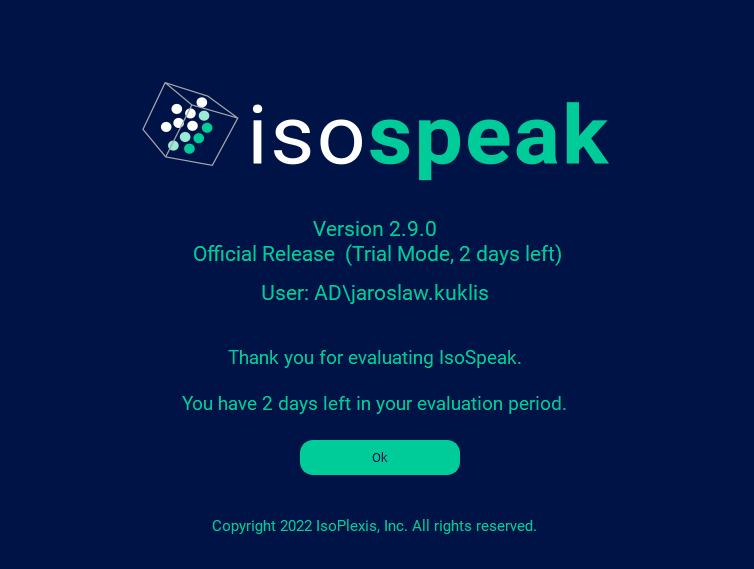 isospeak
Version 2.9.0
Official Release  (Trial Mode, 2 days left)
User: AD\jaroslaw.kuklis
Thank you for evaluating IsoSpeak.
You have 2 days left in your evaluation period.
Ok
Copyright 2022 IsoPlexis, Inc. All rights reserved.